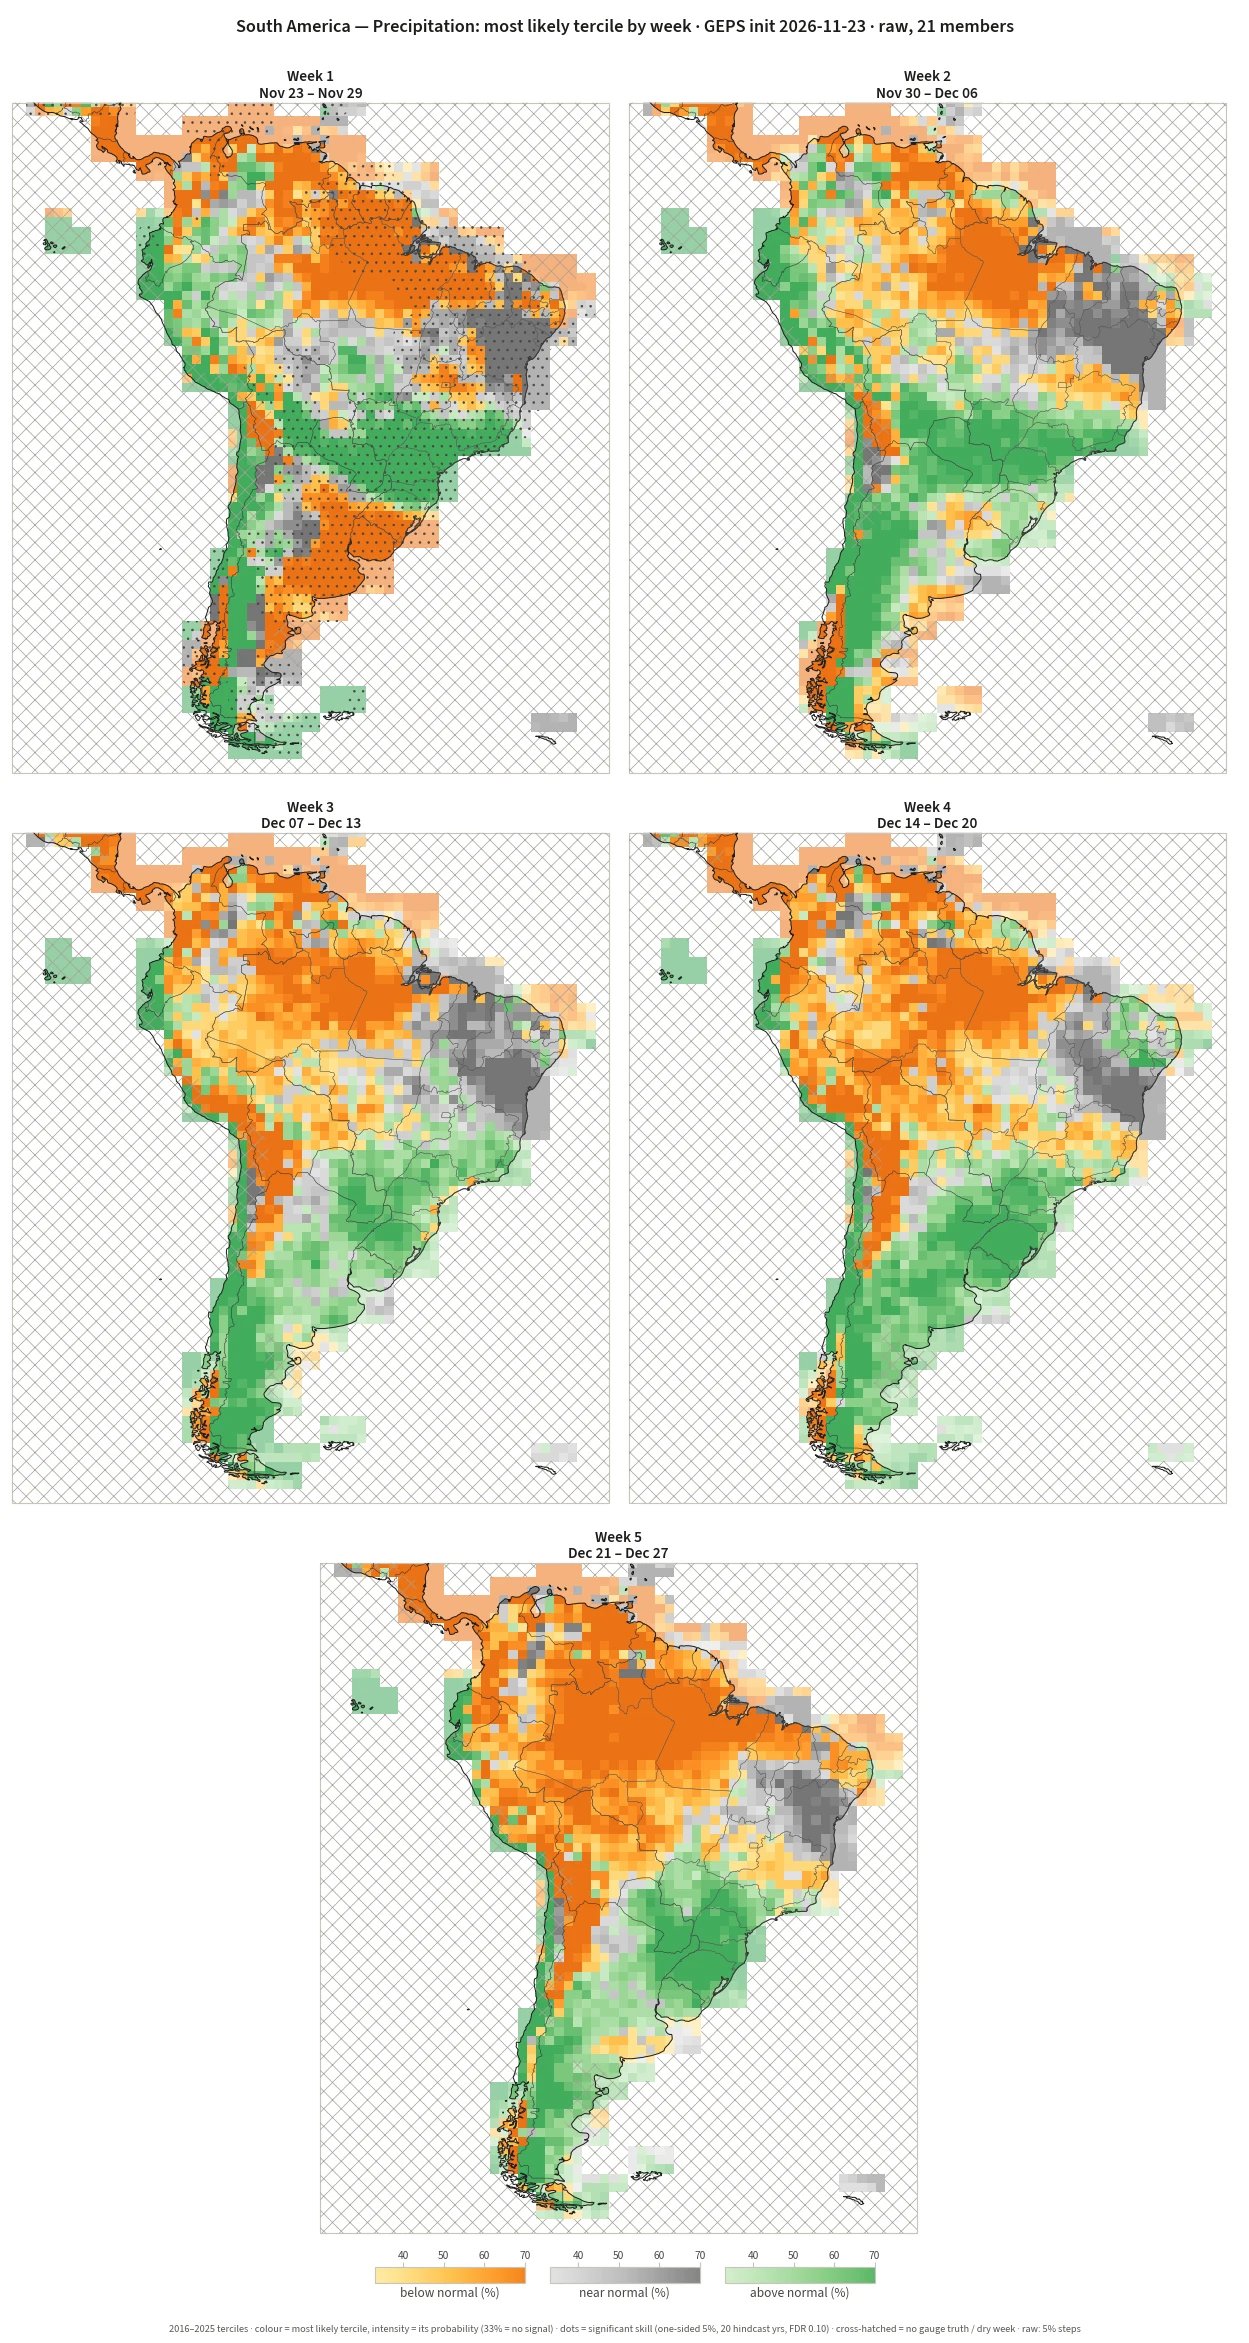 South America — Precipitation: most likely tercile by week · GEPS init 2026-11-23 · raw, 21 members
Week 1
Nov 23 – Nov 29
Week 2
Nov 30 – Dec 06
Week 3
Dec 07 – Dec 13
Week 4
Dec 14 – Dec 20
Week 5
Dec 21 – Dec 27
40 50 60 70
below normal (%)
40 50 60 70
near normal (%)
40 50 60 70
above normal (%)
2016–2025 terciles · colour = most likely tercile, intensity = its probability (33% = no signal) · dots = significant skill (one-sided 5%, 20 hindcast yrs, FDR 0.10) · cross-hatched = no gauge truth / dry week · raw: 5% steps